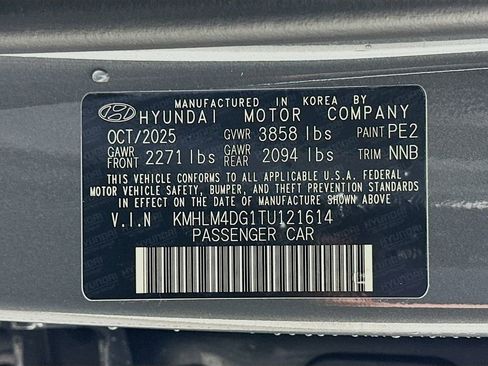 MANUFACTURED IN KOREA BY
HYUNDAI MOTOR COMPANY
OCT/2025 GVWR 3858 lbs PAINT PE2
GAWR FRONT 2271 lbs GAWR REAR 2094 lbs TRIM NNB
THIS VEHICLE CONFORMS TO ALL APPLICABLE U.S.A. FEDERAL
MOTOR VEHICLE SAFETY, BUMPER, AND THEFT PREVENTION
STANDARDS IN EFFECT ON THE DATE OF MANUFACTURE SHOWN ABOVE.
V.I.N KMHLM4DG1TU121614
PASSENGER CAR